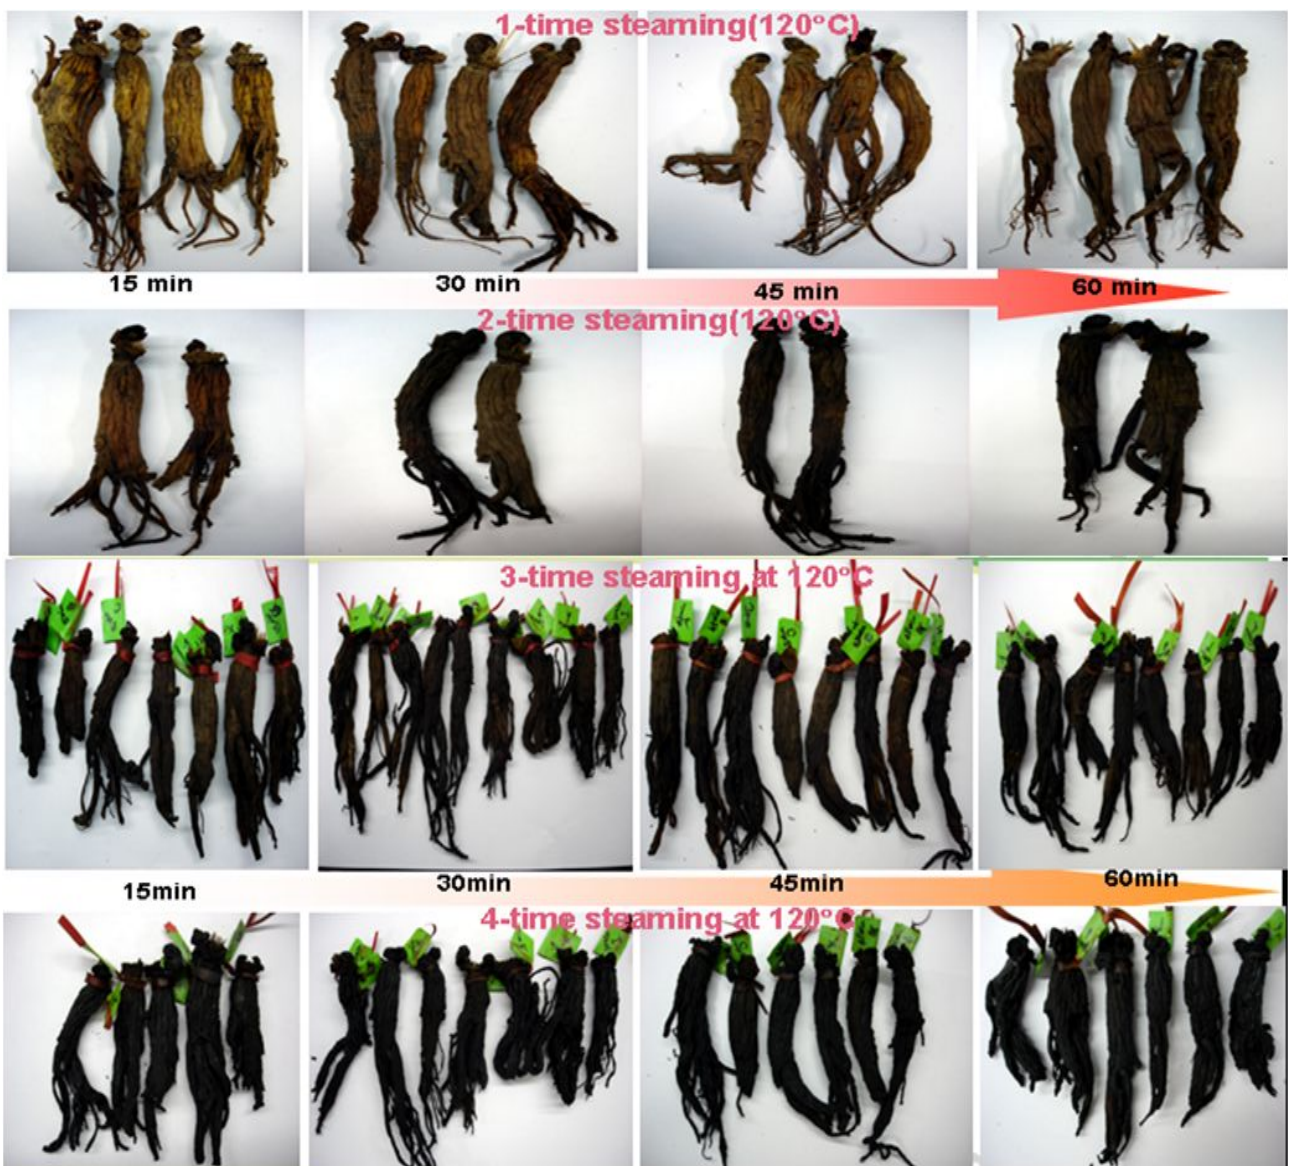 1-time steaming(120°C)
15 min
30 min
45 min
60 min
2-time steaming(120°C)
3-time steaming at 120°C
15min
30min
45min
60min
4-time steaming at 120°C